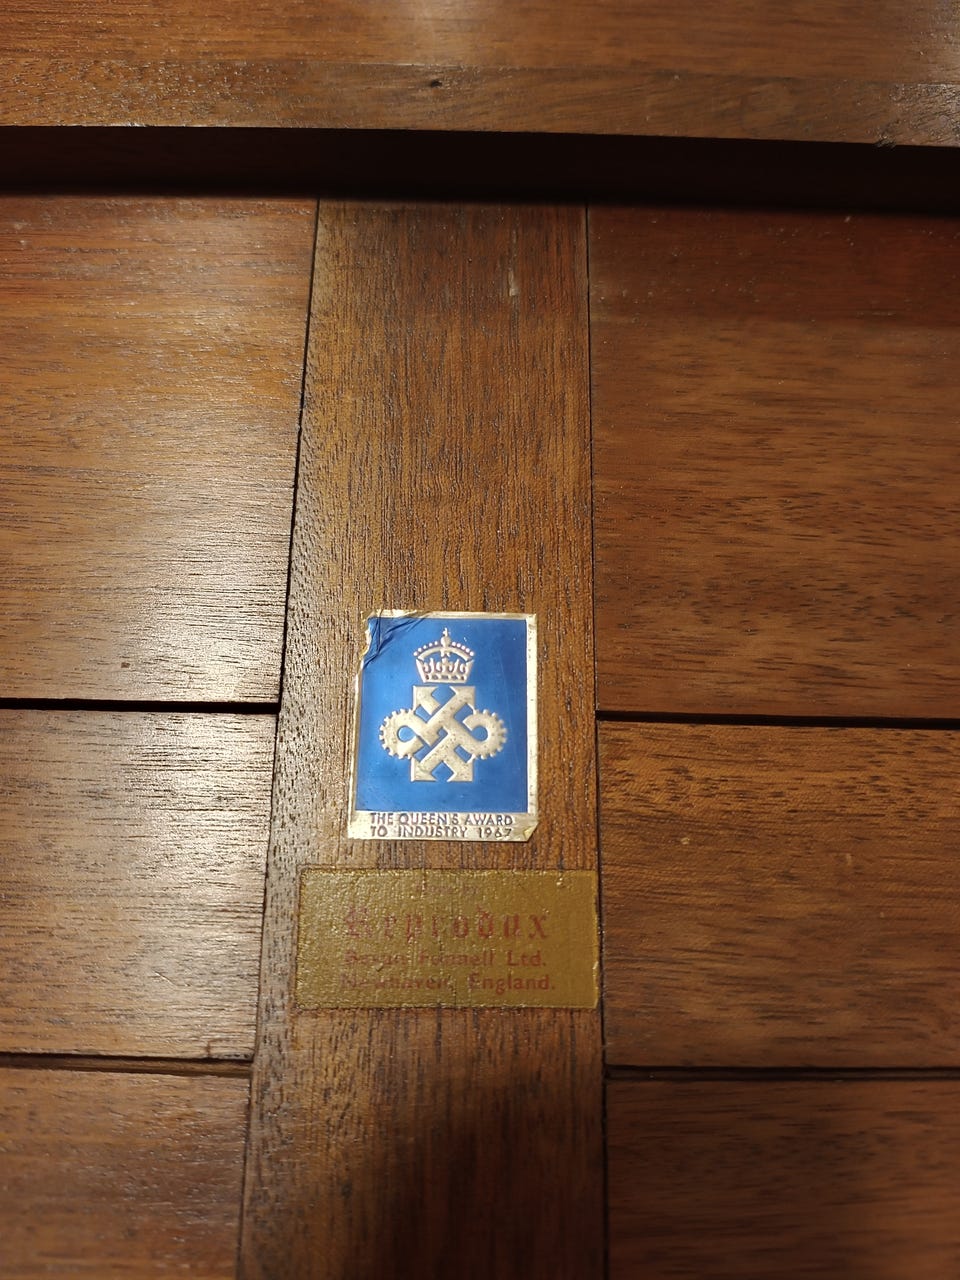 THE QUEEN'S AWARD
TO INDUSTRY 1967
Reprodux
Bevan Funnell Ltd.
Newhaven, England.